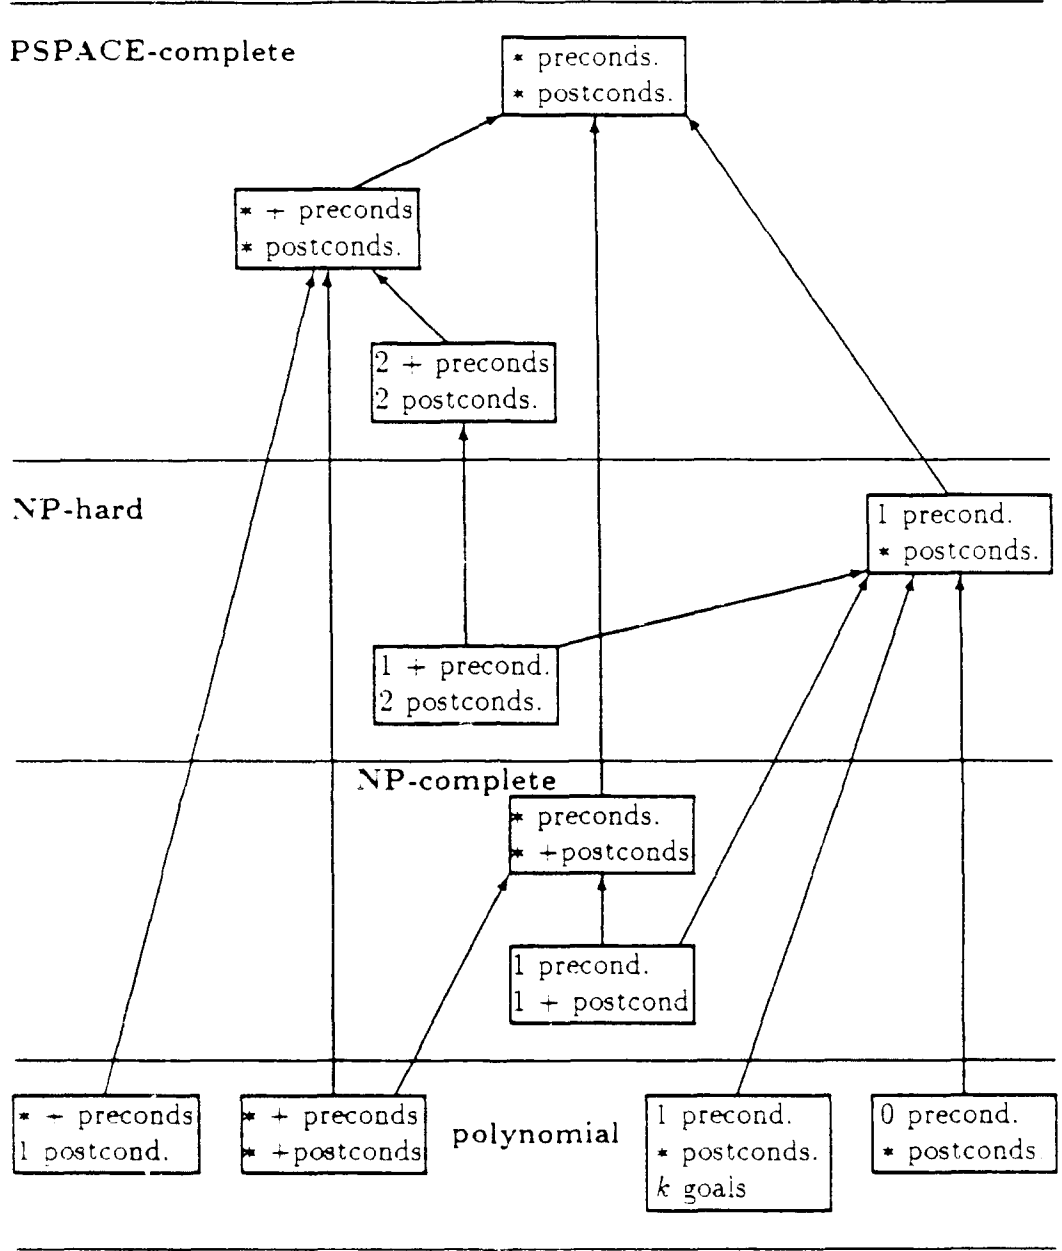 PSPACE-complete
* preconds.
* postconds.
* + preconds
* postconds.
2 + preconds
2 postconds.
NP-hard
1 precond.
* postconds.
1 + precond.
2 postconds.
NP-complete
* preconds.
* +postconds
1 precond.
1 + postcond
* + preconds
1 postcond.
* + preconds
* +postconds
polynomial
1 precond.
* postconds.
k goals
0 precond.
* postconds